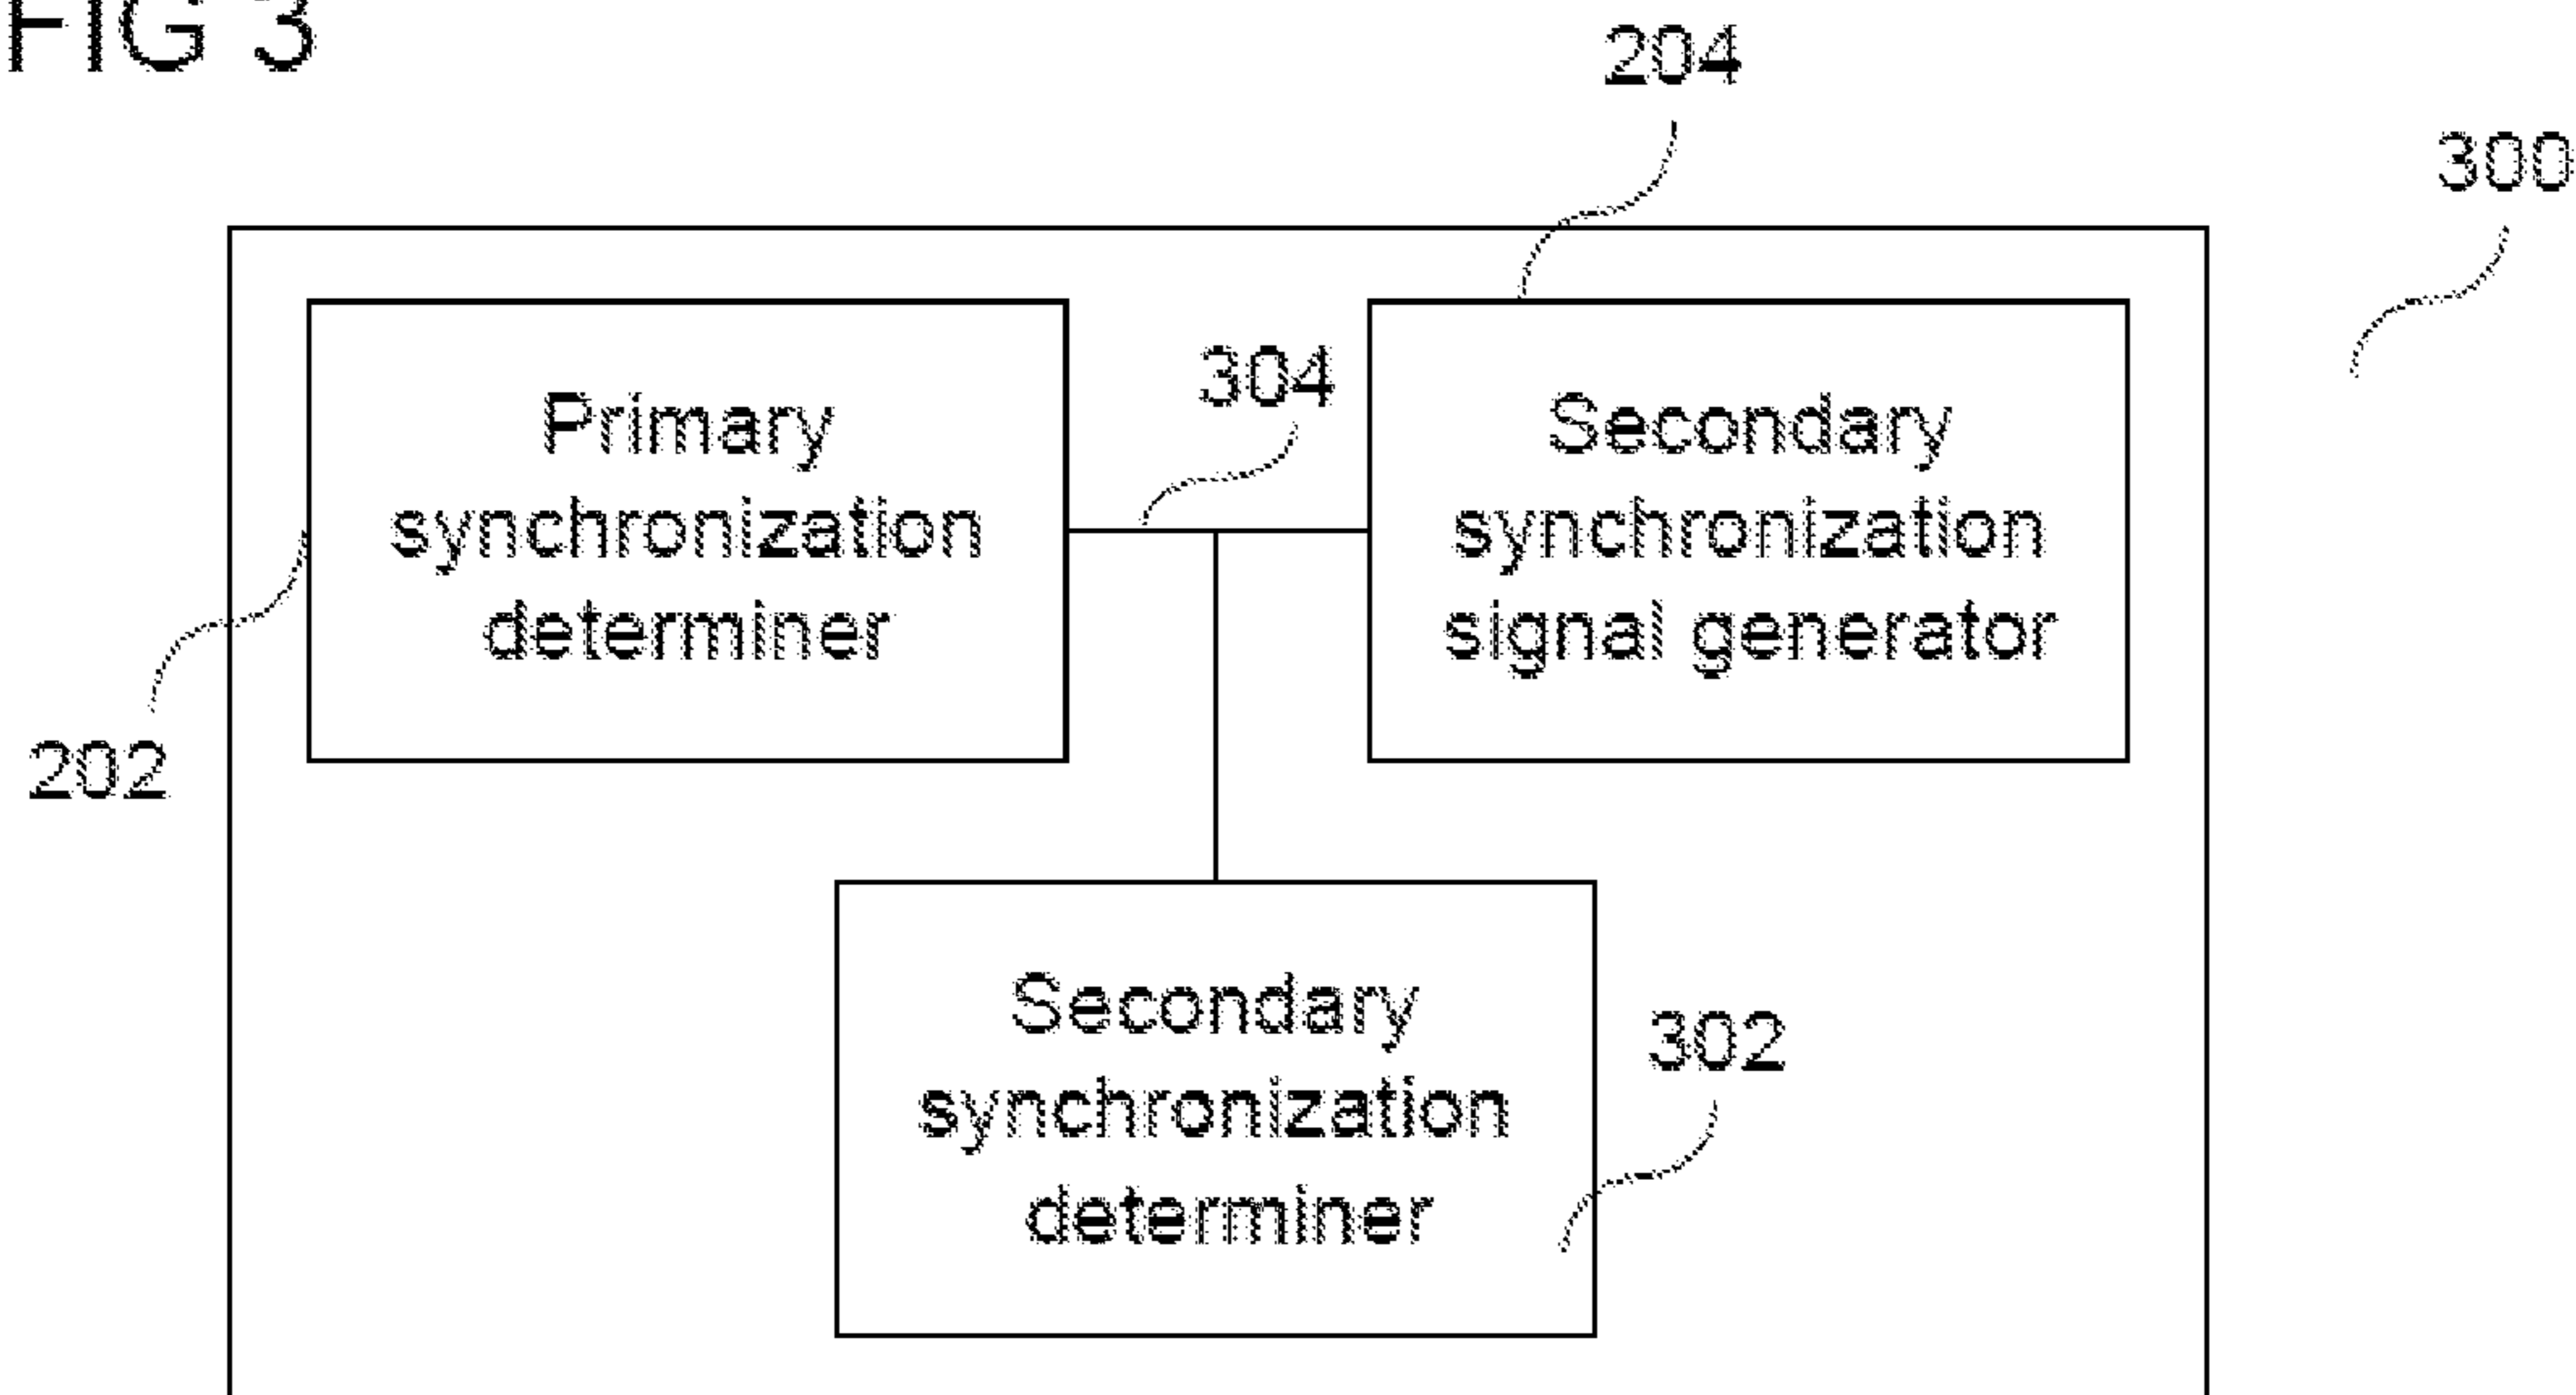 FIG 3
204
300
304
Primary
synchronization
determiner
Secondary
synchronization
signal generator
202
Secondary
synchronization
determiner
302